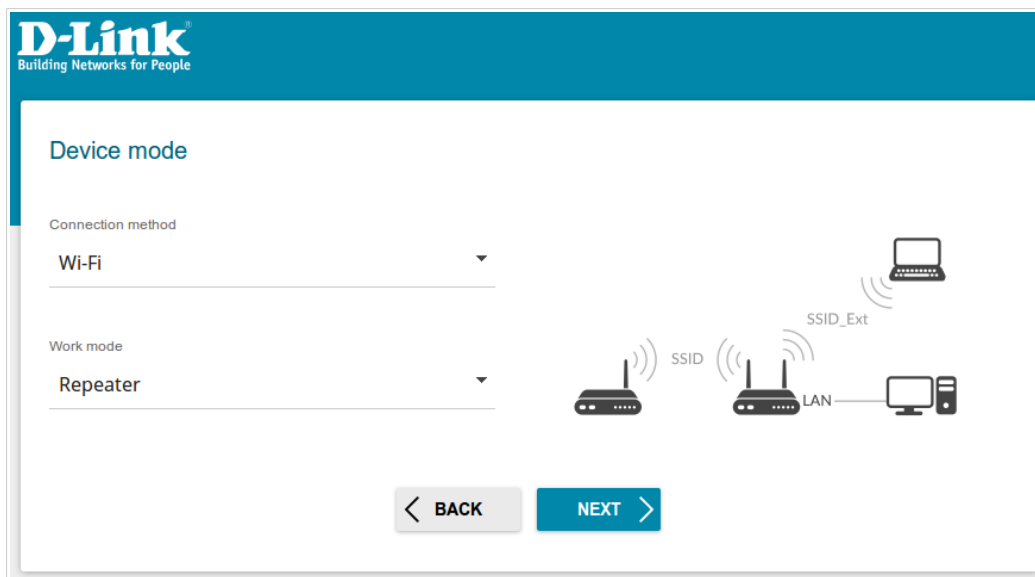 D-Link®
Building Networks for People
Device mode
Connection method
Wi-Fi
Work mode
Repeater
SSID
SSID_Ext
LAN
BACK
NEXT